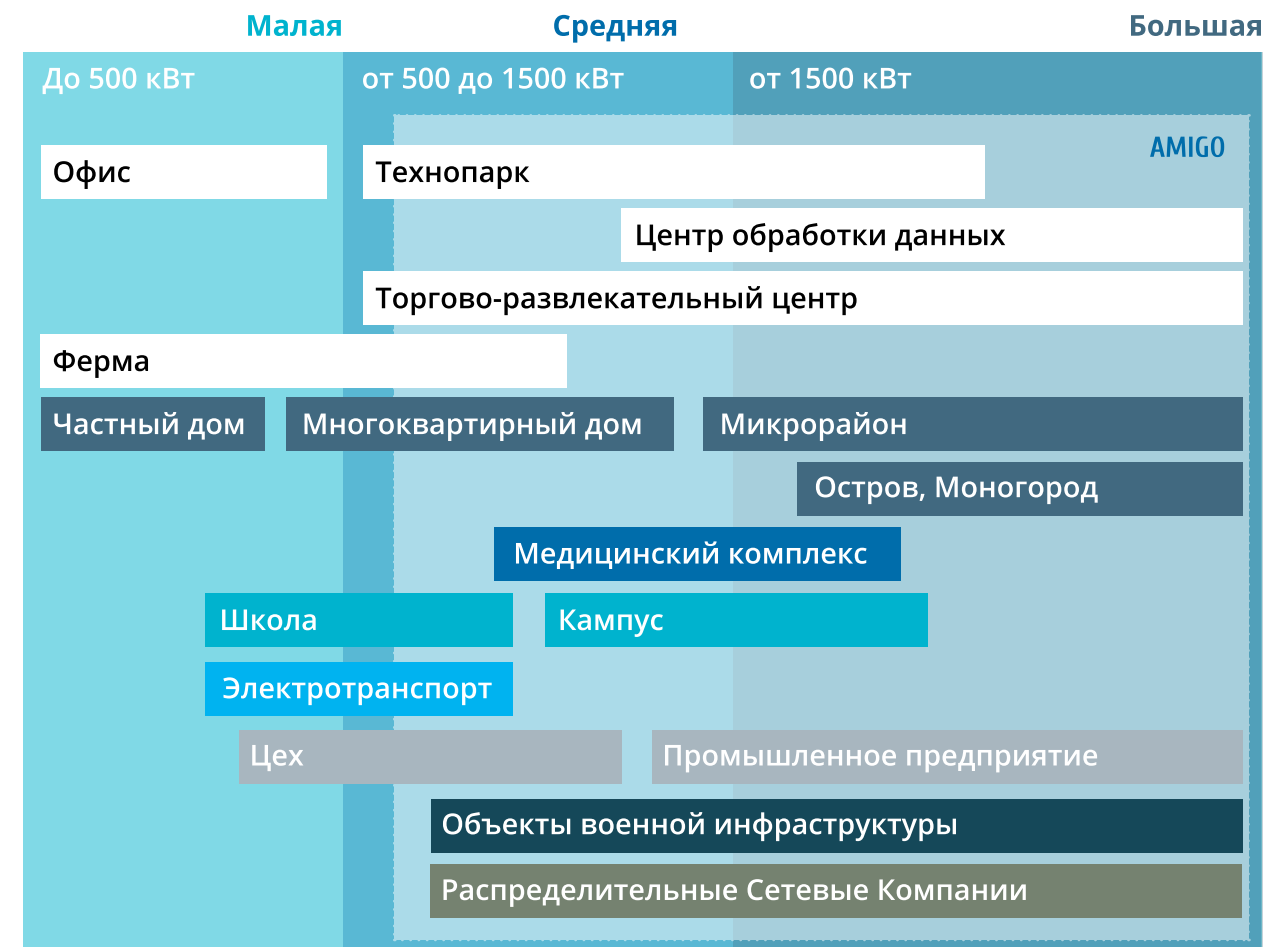 Малая
Средняя
Большая
До 500 кВт
от 500 до 1500 кВт
от 1500 кВт
AMIGO
Офис
Технопарк
Центр обработки данных
Торгово-развлекательный центр
Ферма
Частный дом
Многоквартирный дом
Микрорайон
Остров, Моногород
Медицинский комплекс
Школа
Кампус
Электротранспорт
Цех
Промышленное предприятие
Объекты военной инфраструктуры
Распределительные Сетевые Компании